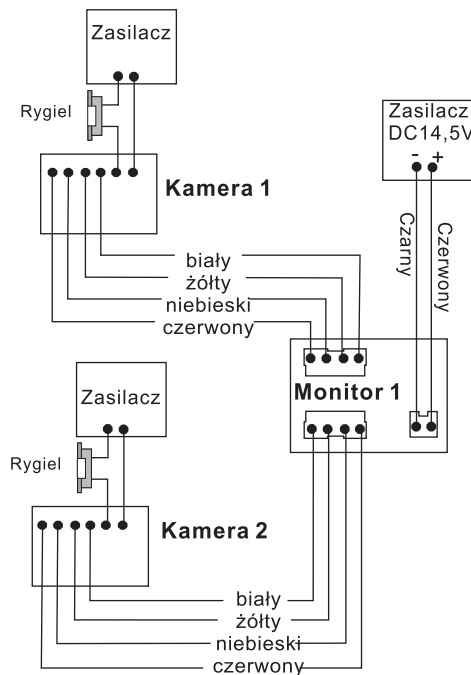 Zasilacz
Rygiel
Kamera 1
Zasilacz
DC14,5V
- +
Czarny
Czerwony
biały
żółty
niebieski
czerwony
Monitor 1
Zasilacz
Rygiel
Kamera 2
biały
żółty
niebieski
czerwony